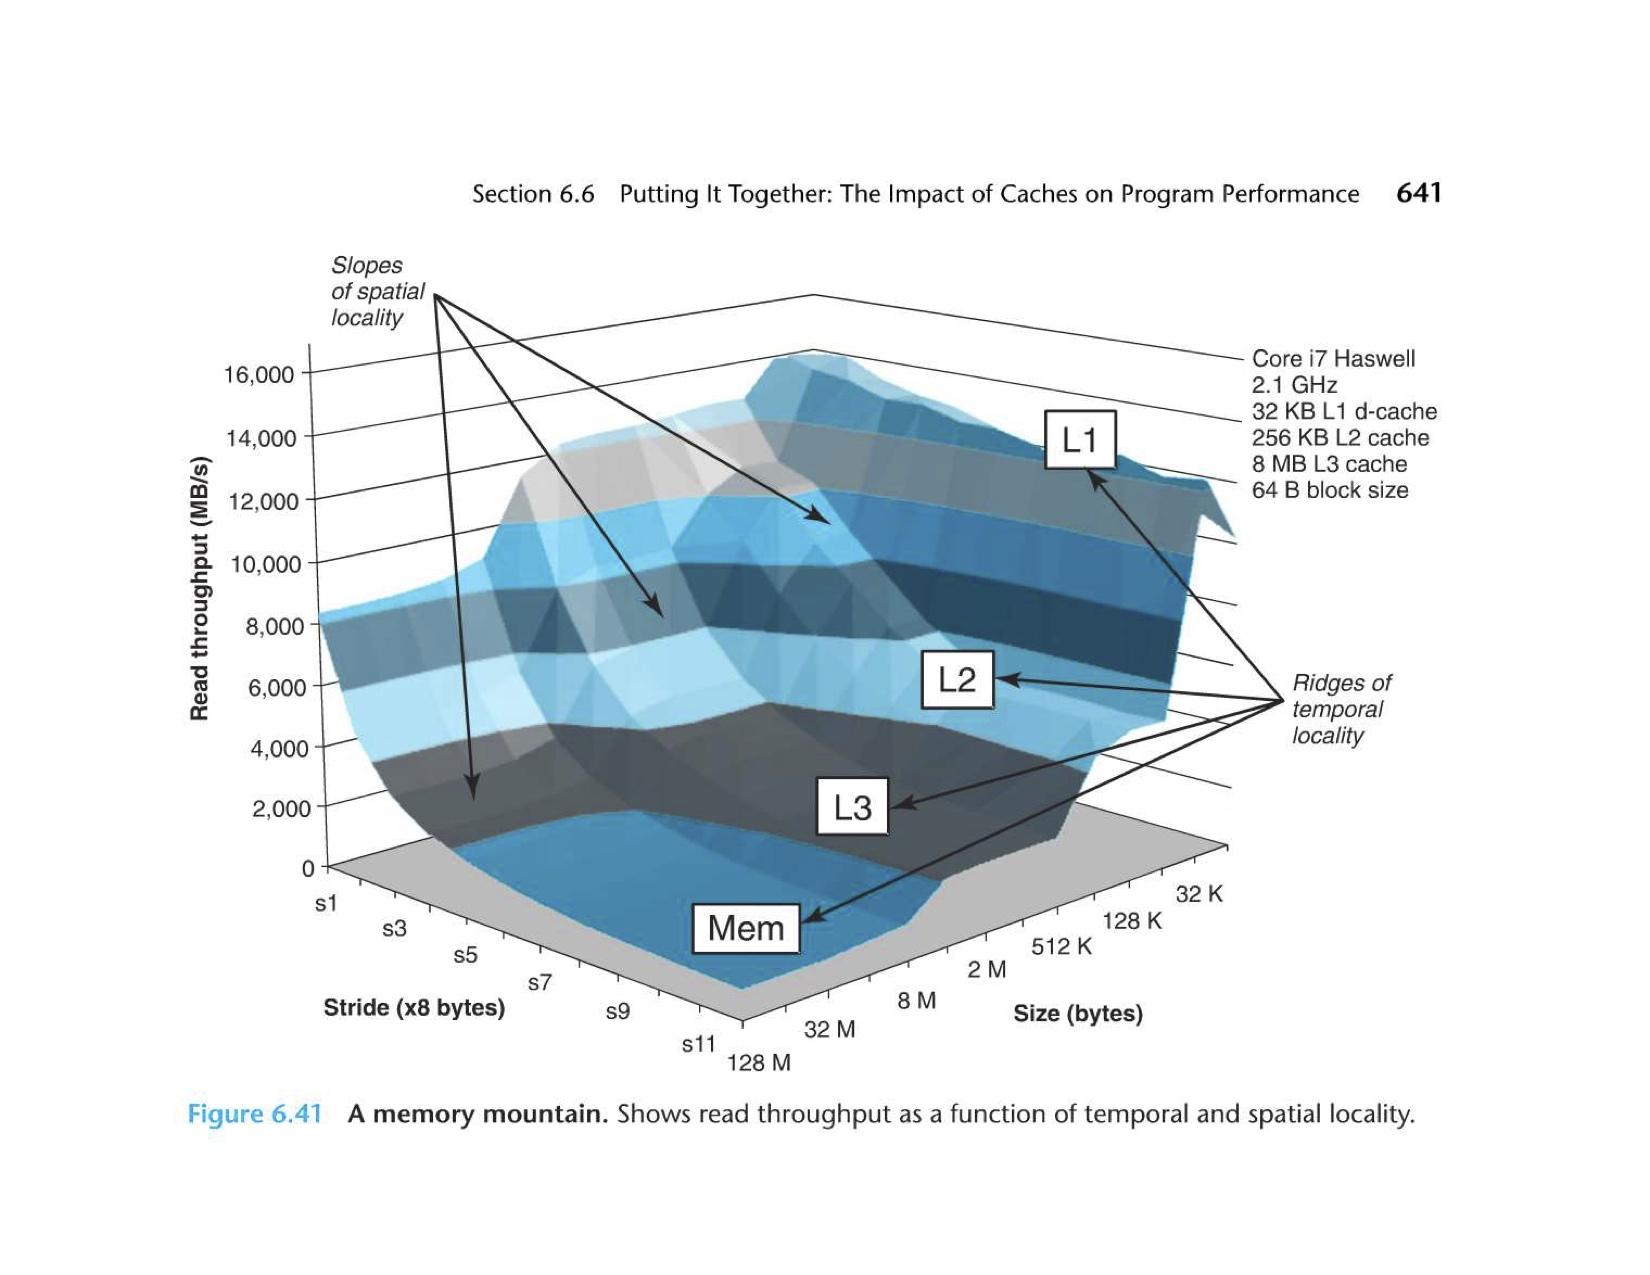 Section 6.6 Putting It Together: The Impact of Caches on Program Performance 641
Slopes
of spatial
locality
16,000
14,000
12,000
10,000
8,000
6,000
4,000
2,000
0
Read throughput (MB/s)
Core i7 Haswell
2.1 GHz
32 KB L1 d-cache
256 KB L2 cache
8 MB L3 cache
64 B block size
L1
L2
L3
Mem
Ridges of
temporal
locality
s1
s3
s5
s7
s9
s11
Stride (x8 bytes)
128 M
32 M
8 M
2 M
512 K
128 K
32 K
Size (bytes)
Figure 6.41 A memory mountain. Shows read throughput as a function of temporal and spatial locality.